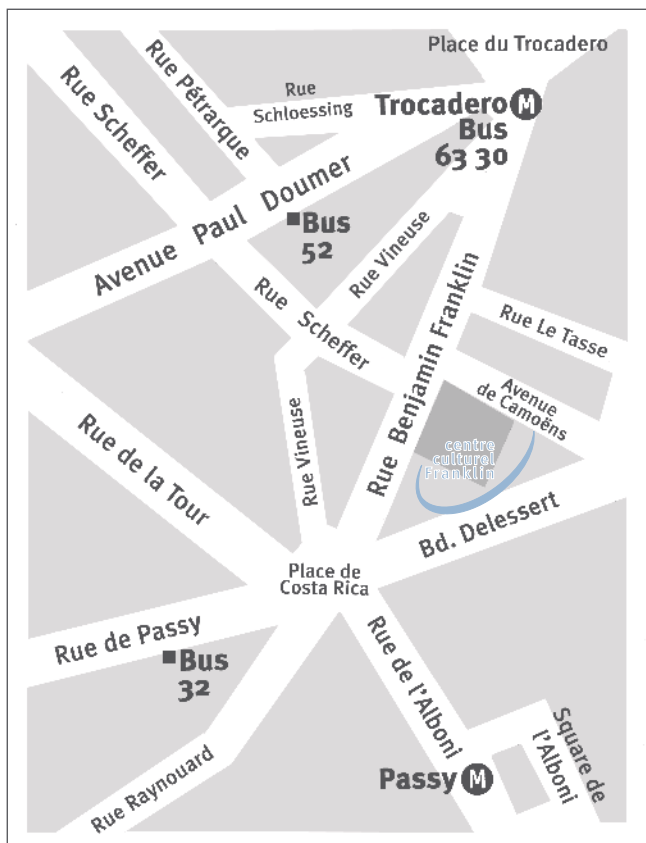 Place du Trocadero
Rue Pétrarque
Rue Scheffer
Rue
Schloessing
Trocadero M
Bus
63 30
Avenue Paul Doumer
Bus
52
Rue Vineuse
Rue Scheffer
Rue Benjamin Franklin
Rue Le Tasse
Avenue
de Camoëns
Rue Vineuse
Rue de la Tour
centre
culturel
Franklin
Bd. Delessert
Place de
Costa Rica
Rue de Passy
Bus
32
Rue de l'Alboni
Square de
l'Alboni
Rue Raynouard
Passy M